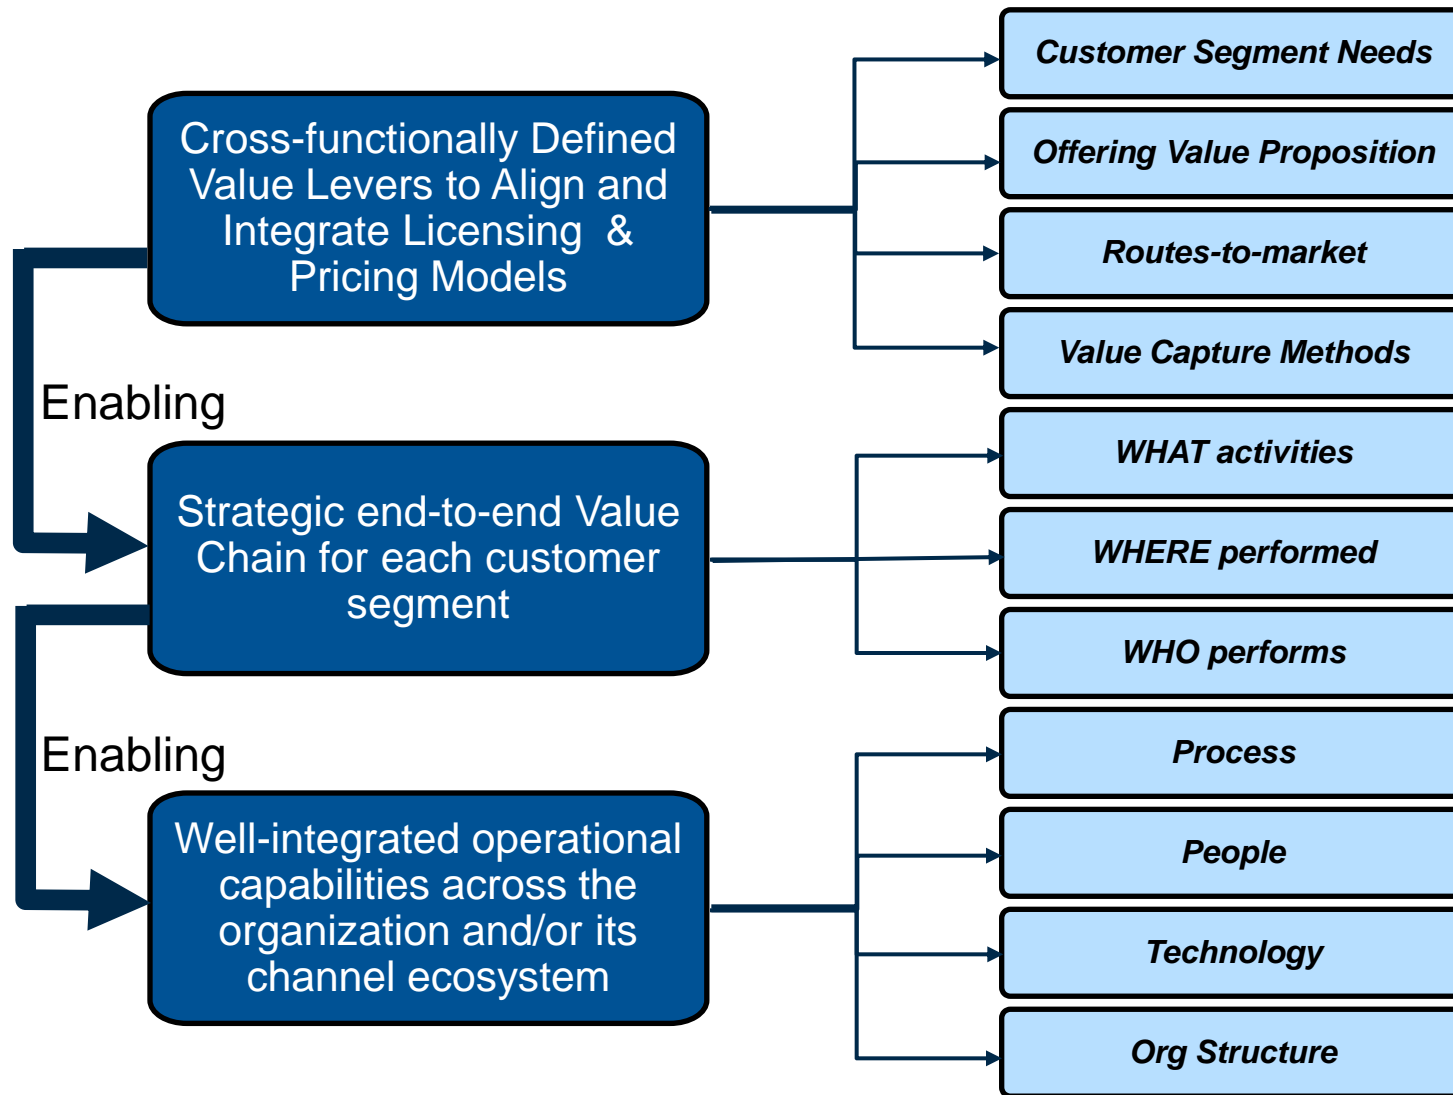 Cross-functionally Defined
Value Levers to Align and
Integrate Licensing  &
Pricing Models
Customer Segment Needs
Offering Value Proposition
Routes-to-market
Value Capture Methods
Enabling
Strategic end-to-end Value
Chain for each customer
segment
WHAT activities
WHERE performed
WHO performs
Enabling
Well-integrated operational
capabilities across the
organization and/or its
channel ecosystem
Process
People
Technology
Org Structure